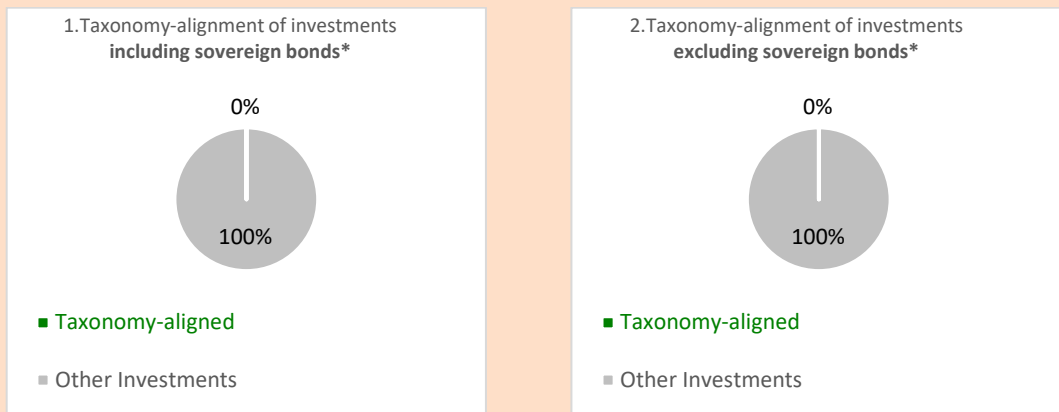 1.Taxonomy-alignment of investments
including sovereign bonds*
0%
100%
Taxonomy-aligned
Other Investments
2.Taxonomy-alignment of investments
excluding sovereign bonds*
0%
100%
Taxonomy-aligned
Other Investments